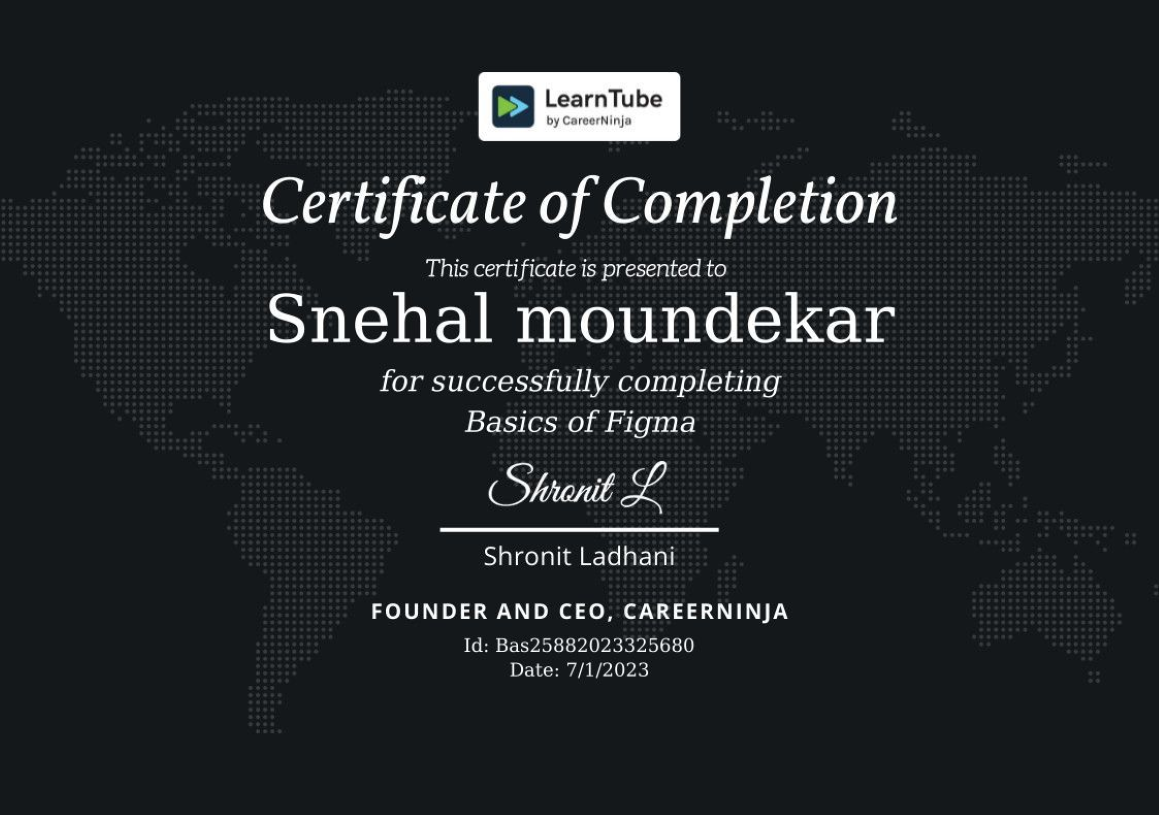 LearnTube
by CareerNinja
Certificate of Completion
This certificate is presented to
Snehal moundekar
for successfully completing
Basics of Figma
Shronit L
Shronit Ladhani
FOUNDER AND CEO, CAREERNINJA
Id: Bas25882023325680
Date: 7/1/2023